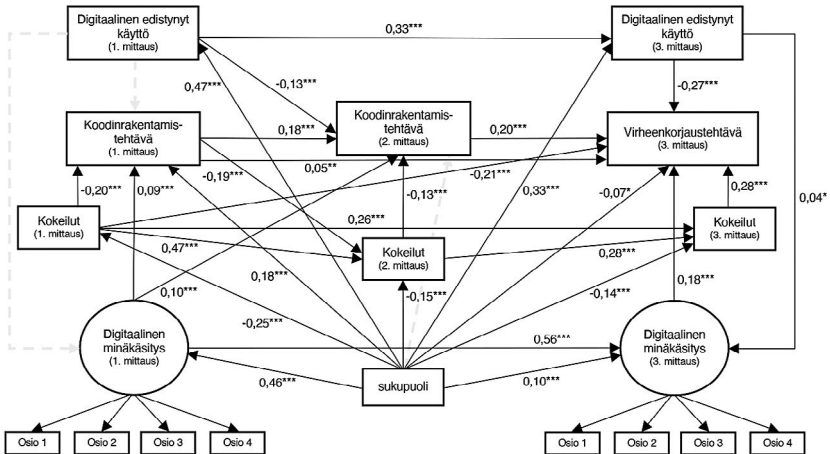 Digitaalinen edistynyt
käyttö
(1. mittaus)
Digitaalinen edistynyt
käyttö
(3. mittaus)
0,33***
0,47***
-0,13***
-0,27***
Koodinrakentamis-
tehtävä
(1. mittaus)
Koodinrakentamis-
tehtävä
(2. mittaus)
Virheenkorjaustehtävä
(3. mittaus)
0,18***
0,20***
0,05**
-0,20***
0,09***
-0,19***
-0,13***
-0,21***
0,33***
-0,07*
0,28***
0,04*
Kokeilut
(1. mittaus)
Kokeilut
(2. mittaus)
Kokeilut
(3. mittaus)
0,26***
0,47***
0,28***
0,18***
0,10***
-0,15***
-0,14***
0,18***
-0,25***
Digitaalinen
minäkäsitys
(1. mittaus)
Digitaalinen
minäkäsitys
(3. mittaus)
0,56***
0,46***
sukupuoli
0,10***
Osio 1
Osio 2
Osio 3
Osio 4
Osio 1
Osio 2
Osio 3
Osio 4